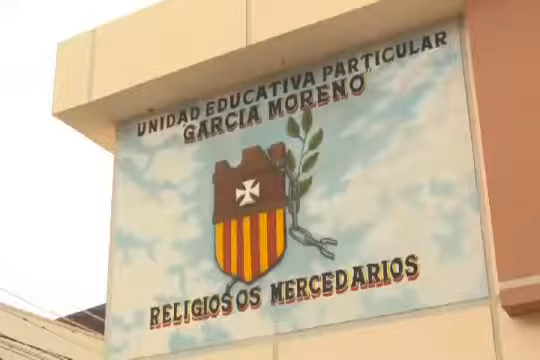 UNIDAD EDUCATIVA PARTICULAR
"GARCIA MORENO"
RELIGIOSOS MERCEDARIOS